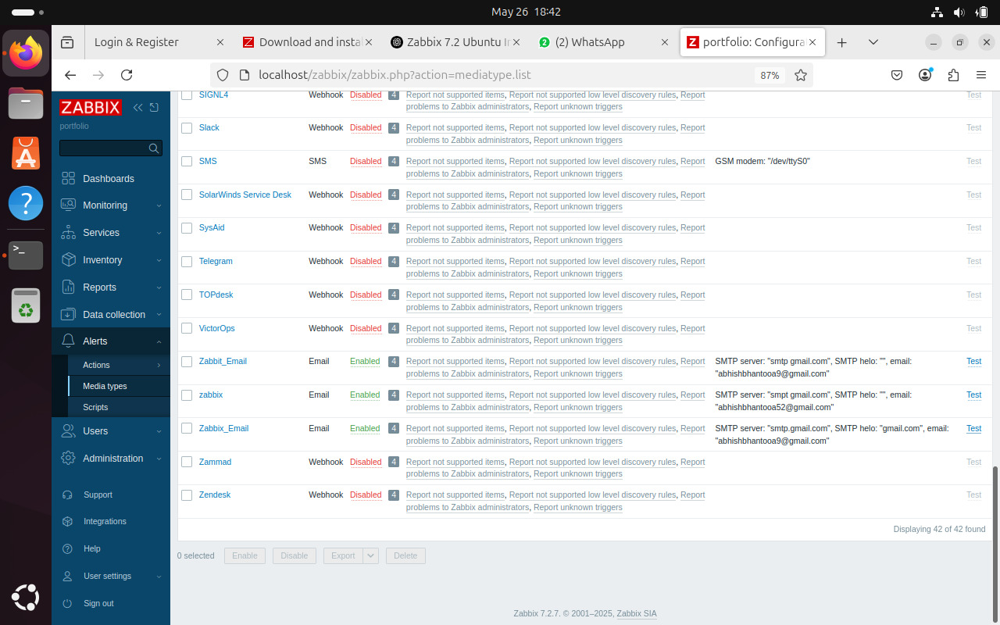 May 26 18:42
Login & Register
Download and instal
Zabbix 7.2 Ubuntu In
(2) WhatsApp
portfolio: Configura
localhost/zabbix/zabbix.php?action=mediatype.list
87%
ZABBIX
portfolio
Dashboards
Monitoring
Services
Inventory
Reports
Data collection
Alerts
Actions
Media types
Scripts
Users
Administration
Support
Integrations
Help
User settings
Sign out
SIGNL4 Webhook Disabled 4 Report not supported items, Report not supported low level discovery rules, Report Test
problems to Zabbix administrators, Report unknown triggers
Slack Webhook Disabled 4 Report not supported items, Report not supported low level discovery rules, Report Test
problems to Zabbix administrators, Report unknown triggers
SMS SMS Disabled 4 Report not supported items, Report not supported low level discovery rules, Report GSM modem: "/dev/ttyS0" Test
problems to Zabbix administrators, Report unknown triggers
SolarWinds Service Desk Webhook Disabled 4 Report not supported items, Report not supported low level discovery rules, Report Test
problems to Zabbix administrators, Report unknown triggers
SysAid Webhook Disabled 4 Report not supported items, Report not supported low level discovery rules, Report Test
problems to Zabbix administrators, Report unknown triggers
Telegram Webhook Disabled 4 Report not supported items, Report not supported low level discovery rules, Report Test
problems to Zabbix administrators, Report unknown triggers
TOPdesk Webhook Disabled 4 Report not supported items, Report not supported low level discovery rules, Report Test
problems to Zabbix administrators, Report unknown triggers
VictorOps Webhook Disabled 4 Report not supported items, Report not supported low level discovery rules, Report Test
problems to Zabbix administrators, Report unknown triggers
Zabbit_Email Email Enabled 4 Report not supported items, Report not supported low level discovery rules, Report SMTP server: "smtp gmail.com", SMTP helo: "", email: Test
problems to Zabbix administrators, Report unknown triggers "abhishbhantooa9@gmail.com"
zabbix Email Enabled 4 Report not supported items, Report not supported low level discovery rules, Report SMTP server: "smpt gmail.com", SMTP helo: "", email: Test
problems to Zabbix administrators, Report unknown triggers "abhishbhantooa52@gmail.com"
Zabbix_Email Email Enabled 4 Report not supported items, Report not supported low level discovery rules, Report SMTP server: "smtp.gmail.com", SMTP helo: "gmail.com", email: Test
problems to Zabbix administrators, Report unknown triggers "abhishbhantooa9@gmail.com"
Zammad Webhook Disabled 4 Report not supported items, Report not supported low level discovery rules, Report Test
problems to Zabbix administrators, Report unknown triggers
Zendesk Webhook Disabled 4 Report not supported items, Report not supported low level discovery rules, Report Test
problems to Zabbix administrators, Report unknown triggers
Displaying 42 of 42 found
0 selected Enable Disable Export Delete
Zabbix 7.2.7. © 2001–2025, Zabbix SIA